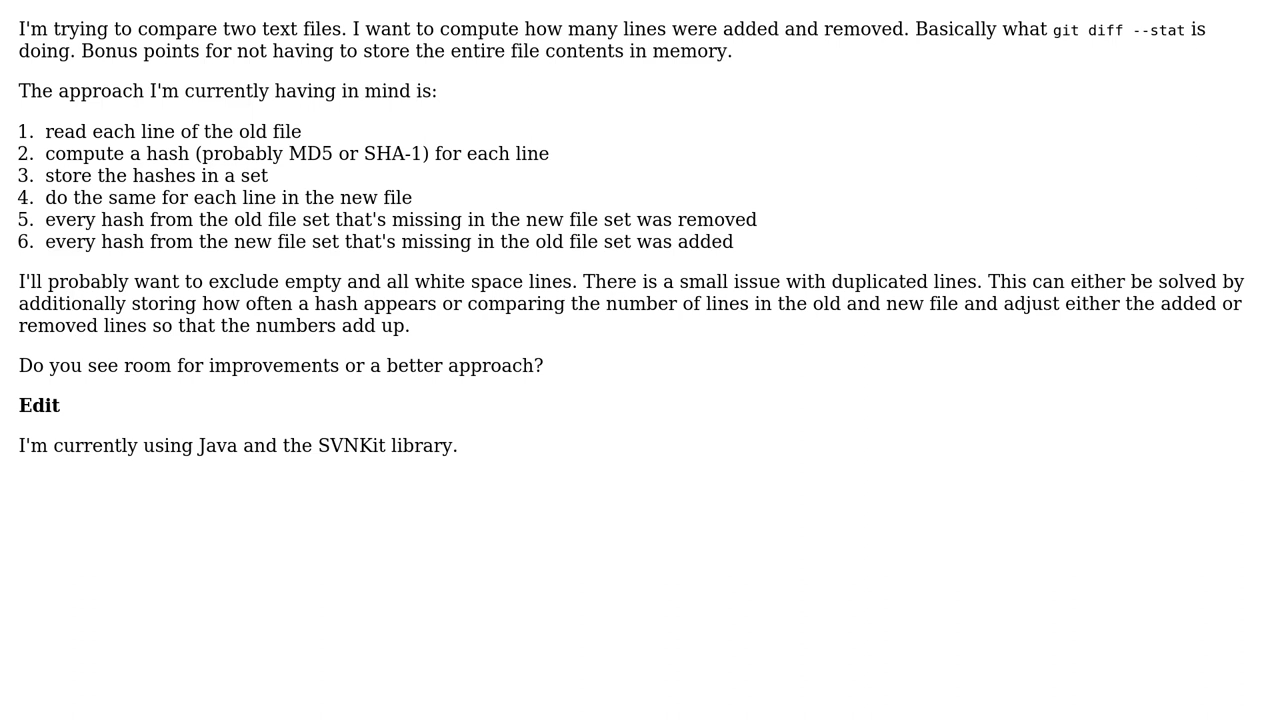 I'm trying to compare two text files. I want to compute how many lines were added and removed. Basically what git diff --stat is
doing. Bonus points for not having to store the entire file contents in memory.
The approach I'm currently having in mind is:
1. read each line of the old file
2. compute a hash (probably MD5 or SHA-1) for each line
3. store the hashes in a set
4. do the same for each line in the new file
5. every hash from the old file set that's missing in the new file set was removed
6. every hash from the new file set that's missing in the old file set was added
I'll probably want to exclude empty and all white space lines. There is a small issue with duplicated lines. This can either be solved by
additionally storing how often a hash appears or comparing the number of lines in the old and new file and adjust either the added or
removed lines so that the numbers add up.
Do you see room for improvements or a better approach?
Edit
I'm currently using Java and the SVNKit library.